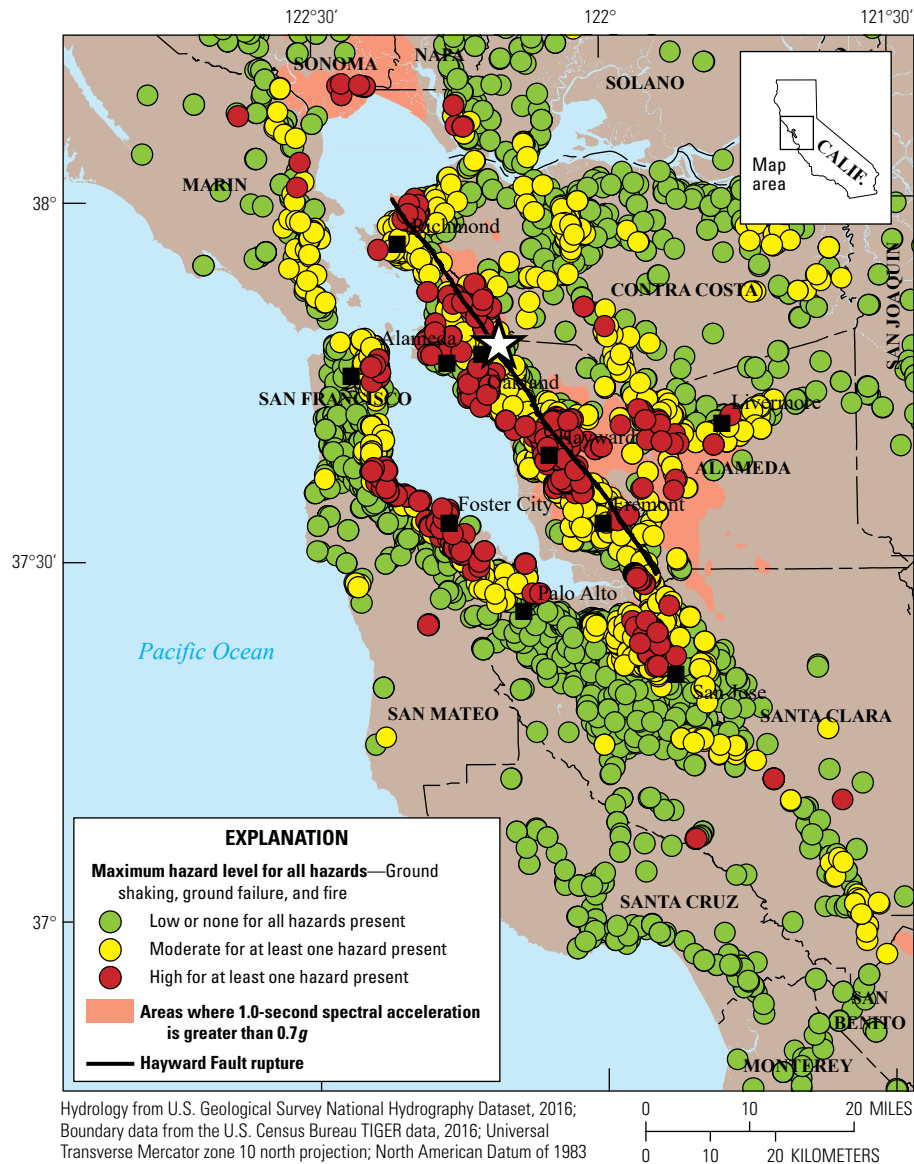 122°30'
122°
121°30'
SONOMA
NAPA
SOLANO
CALIF.
Map
area
MARIN
38°
Richmond
SAN JOAQUIN
CONTRA COSTA
Alameda
Oakland
SAN FRANCISCO
Livermore
Hayward
ALAMEDA
Foster City
Fremont
37°30'
Palo Alto
Pacific Ocean
San Jose
SAN MATEO
SANTA CLARA
EXPLANATION
Maximum hazard level for all hazards—Ground
shaking, ground failure, and fire
Low or none for all hazards present
Moderate for at least one hazard present
High for at least one hazard present
Areas where 1.0-second spectral acceleration
is greater than 0.7g
Hayward Fault rupture
SANTA CRUZ
37°
SAN
BENITO
MONTEREY
Hydrology from U.S. Geological Survey National Hydrography Dataset, 2016;
Boundary data from the U.S. Census Bureau TIGER data, 2016; Universal
Transverse Mercator zone 10 north projection; North American Datum of 1983
0 10 20 MILES
0 10 20 KILOMETERS